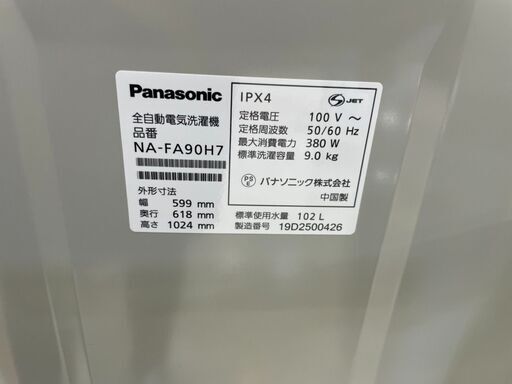 Panasonic
全自動電気洗濯機
品番
NA-FA90H7
外形寸法
幅 599 mm
奥行 618 mm
高さ 1024 mm
IPX4
S JET
定格電圧 100 V ～
定格周波数 50/60 Hz
最大消費電力 380 W
標準洗濯容量 9.0 kg
PS E パナソニック株式会社
中国製
標準使用水量 102 L
製造番号 19D2500426